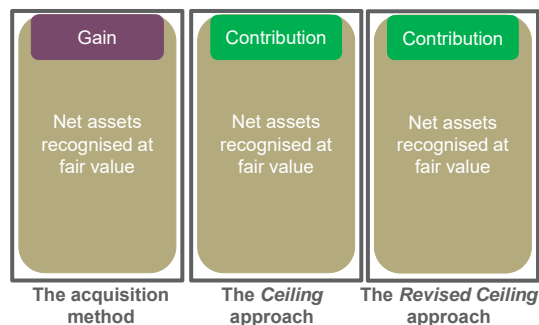 Gain
Net assets
recognised at
fair value
The acquisition
method
Contribution
Net assets
recognised at
fair value
The Ceiling
approach
Contribution
Net assets
recognised at
fair value
The Revised Ceiling
approach